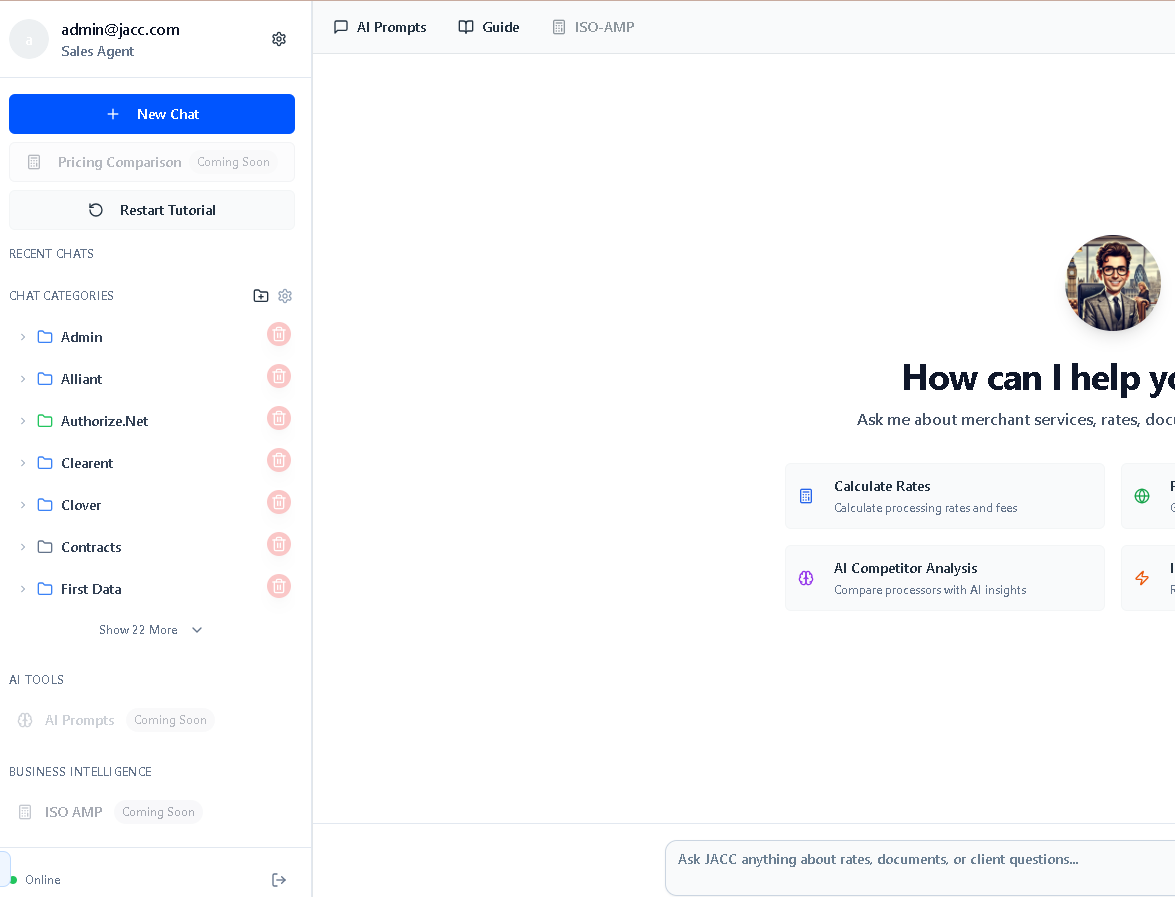 a
admin@jacc.com
Sales Agent
New Chat
Pricing Comparison Coming Soon
Restart Tutorial
RECENT CHATS
CHAT CATEGORIES
Admin
Alliant
Authorize.Net
Clearent
Clover
Contracts
First Data
Show 22 More
AI TOOLS
AI Prompts Coming Soon
BUSINESS INTELLIGENCE
ISO AMP Coming Soon
Online
AI Prompts Guide ISO-AMP
How can I help
Ask me about merchant services, rates,
Calculate Rates
Calculate processing rates and fees
AI Competitor Analysis
Compare processors with AI insights
Ask JACC anything about rates, documents, or client questions...